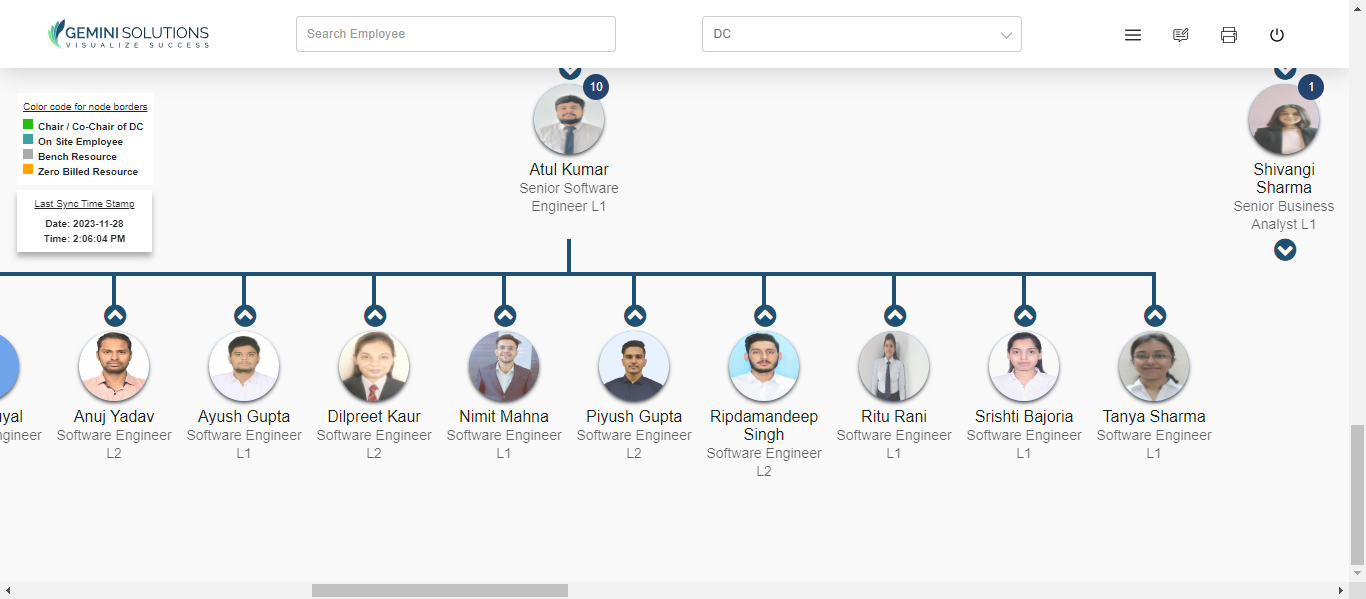 GEMINI SOLUTIONS
VISUALIZE SUCCESS
Search Employee
DC
Color code for node borders
Chair / Co-Chair of DC
On Site Employee
Bench Resource
Zero Billed Resource
Last Sync Time Stamp
Date: 2023-11-28
Time: 2:06:04 PM
10
Atul Kumar
Senior Software
Engineer L1
1
Shivangi
Sharma
Senior Business
Analyst L1
yal
gineer
Anuj Yadav
Software Engineer
L2
Ayush Gupta
Software Engineer
L1
Dilpreet Kaur
Software Engineer
L2
Nimit Mahna
Software Engineer
L1
Piyush Gupta
Software Engineer
L2
Ripdamandeep
Singh
Software Engineer
L2
Ritu Rani
Software Engineer
L1
Srishti Bajoria
Software Engineer
L1
Tanya Sharma
Software Engineer
L1